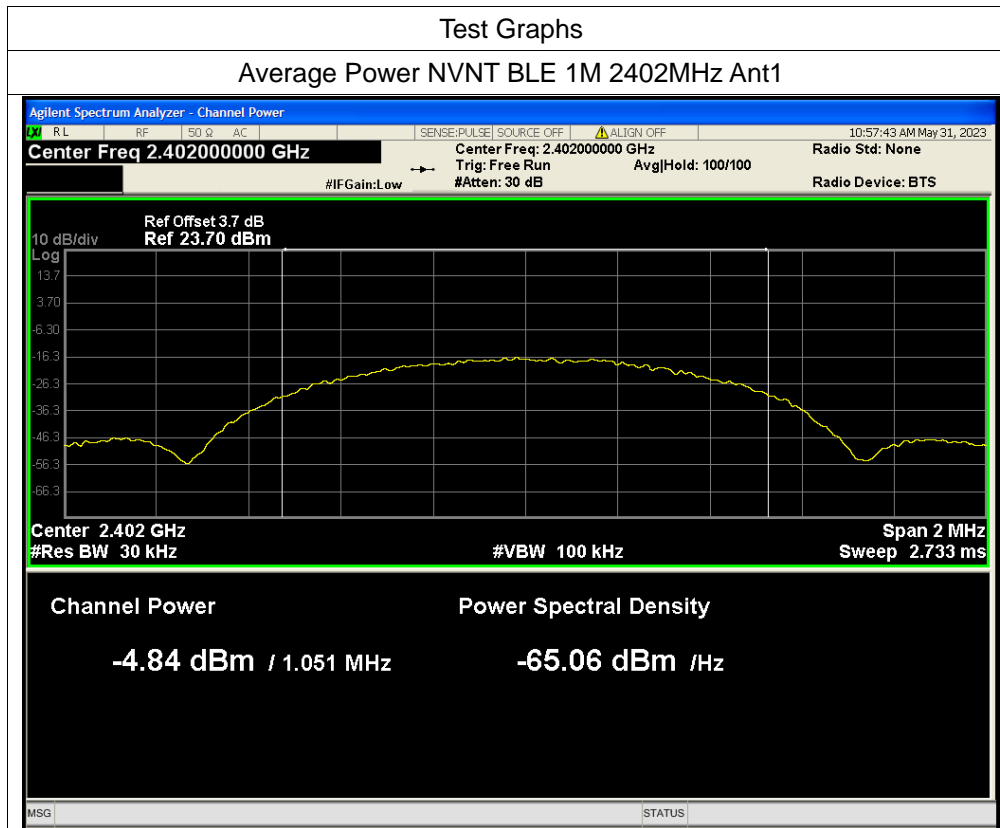 Test Graphs
Average Power NVNT BLE 1M 2402MHz Ant1
Agilent Spectrum Analyzer - Channel Power
LXI RL RF 50 Ω AC SENSE:PULSE SOURCE OFF ALIGN OFF 10:57:43 AM May 31, 2023
Center Freq 2.402000000 GHz Center Freq: 2.402000000 GHz Radio Std: None
Trig: Free Run Avg|Hold: 100/100
#IFGain:Low #Atten: 30 dB Radio Device: BTS
Ref Offset 3.7 dB
10 dB/div Ref 23.70 dBm
Log
13.7
3.70
-6.30
-16.3
-26.3
-36.3
-46.3
-56.3
-66.3
Center 2.402 GHz Span 2 MHz
#Res BW 30 kHz #VBW 100 kHz Sweep 2.733 ms
Channel Power Power Spectral Density
-4.84 dBm / 1.051 MHz -65.06 dBm /Hz
MSG STATUS